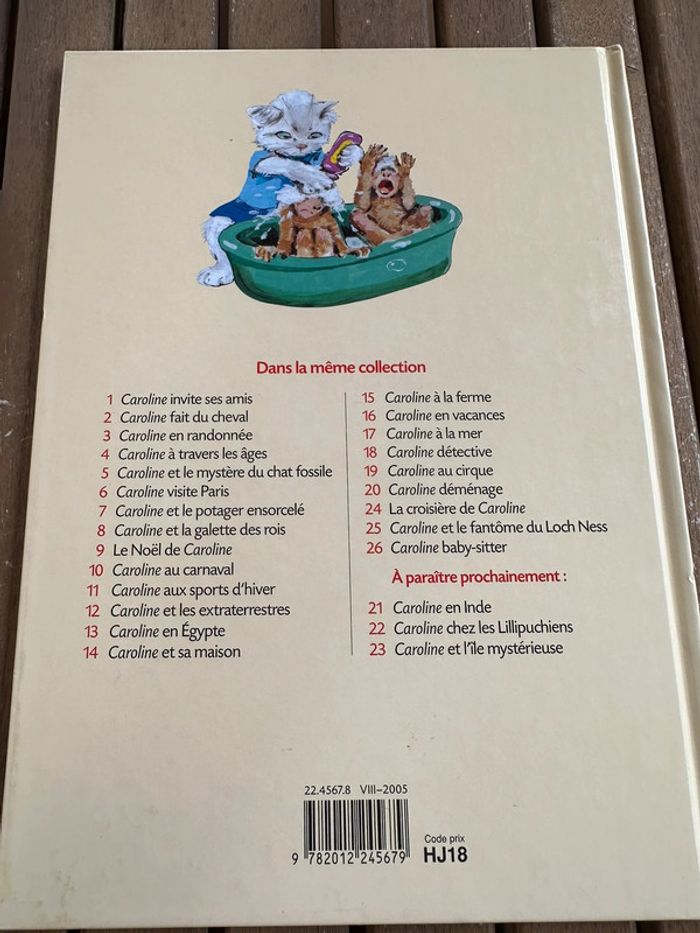 Dans la même collection
1 Caroline invite ses amis
2 Caroline fait du cheval
3 Caroline en randonnée
4 Caroline à travers les âges
5 Caroline et le mystère du chat fossile
6 Caroline visite Paris
7 Caroline et le potager ensorcelé
8 Caroline et la galette des rois
9 Le Noël de Caroline
10 Caroline au carnaval
11 Caroline aux sports d'hiver
12 Caroline et les extraterrestres
13 Caroline en Égypte
14 Caroline et sa maison
15 Caroline à la ferme
16 Caroline en vacances
17 Caroline à la mer
18 Caroline détective
19 Caroline au cirque
20 Caroline déménage
24 La croisière de Caroline
25 Caroline et le fantôme du Loch Ness
26 Caroline baby-sitter
À paraître prochainement :
21 Caroline en Inde
22 Caroline chez les Lillipuchiens
23 Caroline et l'île mystérieuse
22.4567.8 VIII–2005
9 782012 245679
Code prix
HJ18